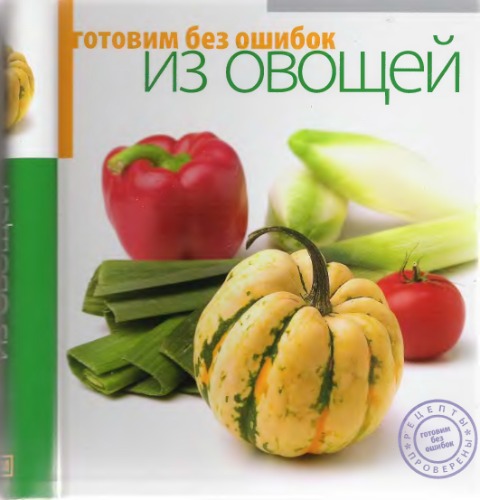 готовим без ошибок
из овощей
из овощей
РЕЦЕПТЫ
готовим
без
ошибок
ПРОВЕРЕНЫ